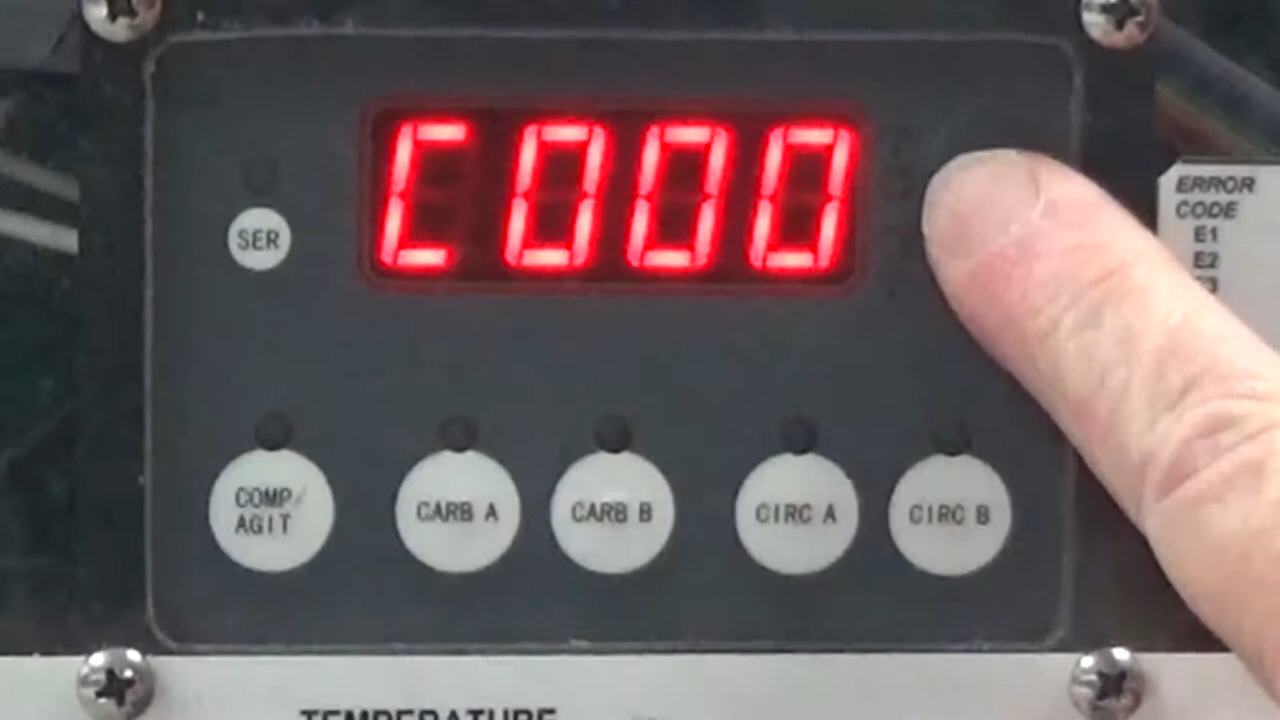 C000
SER
ERROR
CODE
E1
E2
COMP/
AGIT
CARB A
CARB B
CIRC A
CIRC B
TEMPERATURE